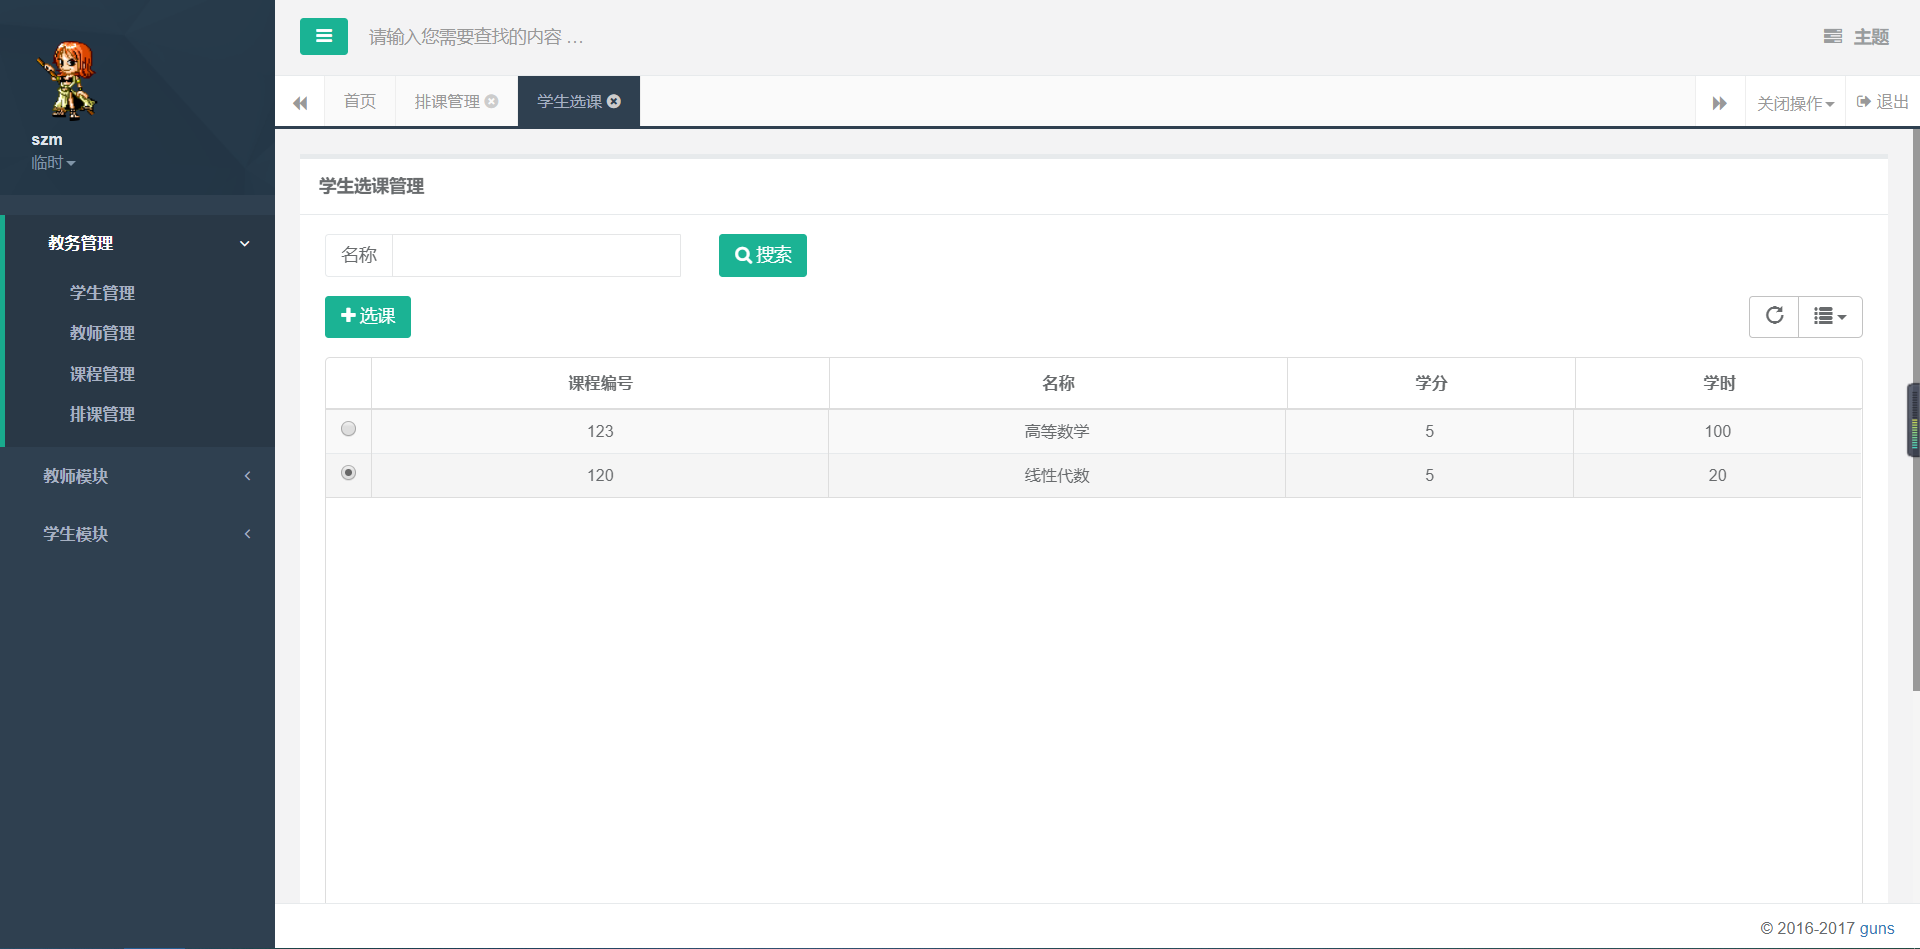 请输入您需要查找的内容 …
主题
首页 排课管理 学生选课 关闭操作 退出
szm
临时
教务管理
学生管理
教师管理
课程管理
排课管理
教师模块
学生模块
学生选课管理
名称 搜索
选课
课程编号 名称 学分 学时
123 高等数学 5 100
120 线性代数 5 20
© 2016-2017 guns